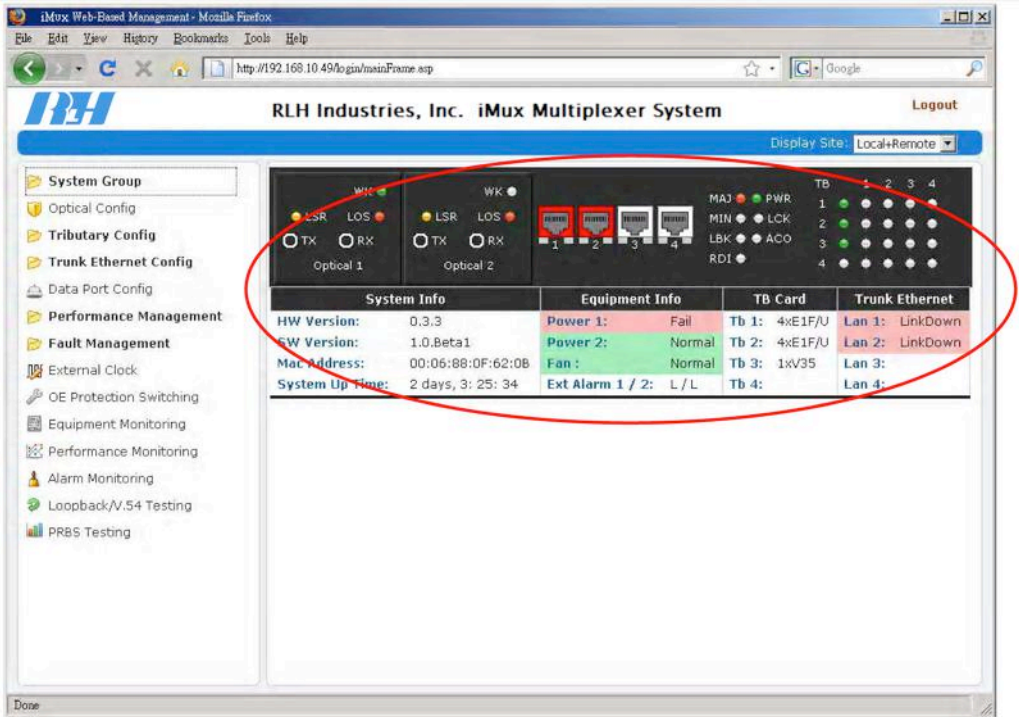 iMux Web-Based Management - Mozilla Firefox
File Edit View History Bookmarks Tools Help
http://192.168.10.49/login/mainFrame.asp
Google
RLH
RLH Industries, Inc. iMux Multiplexer System
Logout
Display Site: Local+Remote
System Group
Optical Config
Tributary Config
Trunk Ethernet Config
Data Port Config
Performance Management
Fault Management
External Clock
OE Protection Switching
Equipment Monitoring
Performance Monitoring
Alarm Monitoring
Loopback/V.54 Testing
PRBS Testing
WK
LSR LOS
TX RX
Optical 1
WK
LSR LOS
TX RX
Optical 2
1 2 3 4
MAJ PWR
MIN LCK
LBK ACO
RDI
TB 1 2 3 4
1
2
3
4
System Info Equipment Info TB Card Trunk Ethernet
HW Version: 0.3.3 Power 1: Fail Tb 1: 4xE1F/U Lan 1: LinkDown
SW Version: 1.0.Beta1 Power 2: Normal Tb 2: 4xE1F/U Lan 2: LinkDown
Mac Address: 00:06:88:0F:62:0B Fan : Normal Tb 3: 1xV35 Lan 3:
System Up Time: 2 days, 3: 25: 34 Ext Alarm 1 / 2: L / L Tb 4: Lan 4:
Done